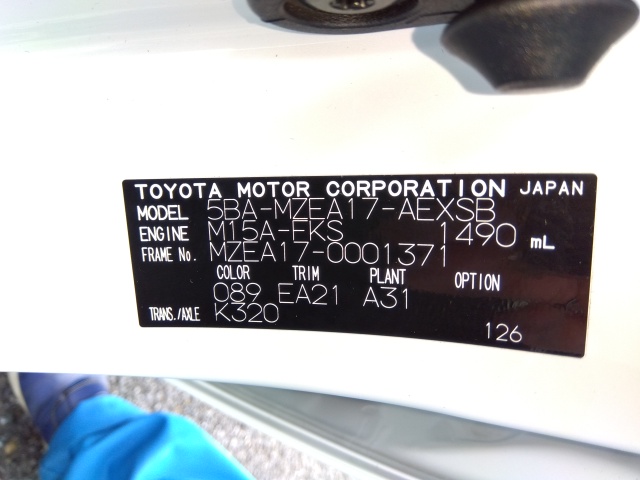 TOYOTA MOTOR CORPORATION JAPAN
MODEL 5BA-MZEA17-AEXSB
ENGINE M15A-FKS 1490 mL
FRAME No. MZEA17-0001371
COLOR TRIM PLANT OPTION
089 EA21 A31
TRANS./AXLE K320
126